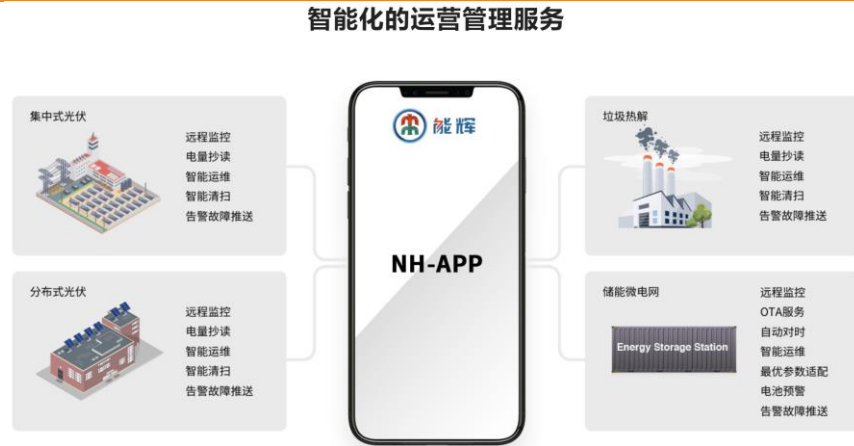 智能化的运营管理服务
集中式光伏
远程监控
电量抄读
智能运维
智能清扫
告警故障推送
分布式光伏
远程监控
电量抄读
智能运维
智能清扫
告警故障推送
能辉
NH-APP
垃圾热解
远程监控
电量抄读
智能运维
智能清扫
告警故障推送
储能微电网
Energy Storage Station
远程监控
OTA服务
自动对时
智能运维
最优参数适配
电池预警
告警故障推送